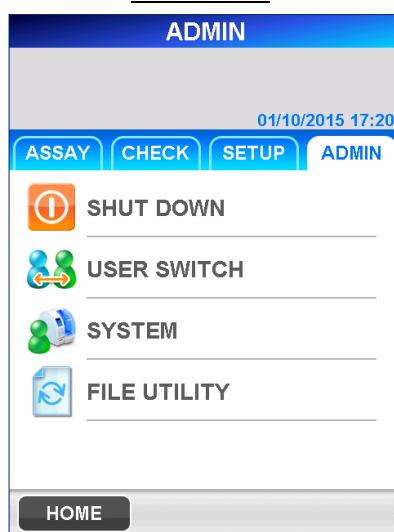 ADMIN
01/10/2015 17:20
ASSAY CHECK SETUP ADMIN
SHUT DOWN
USER SWITCH
SYSTEM
FILE UTILITY
HOME